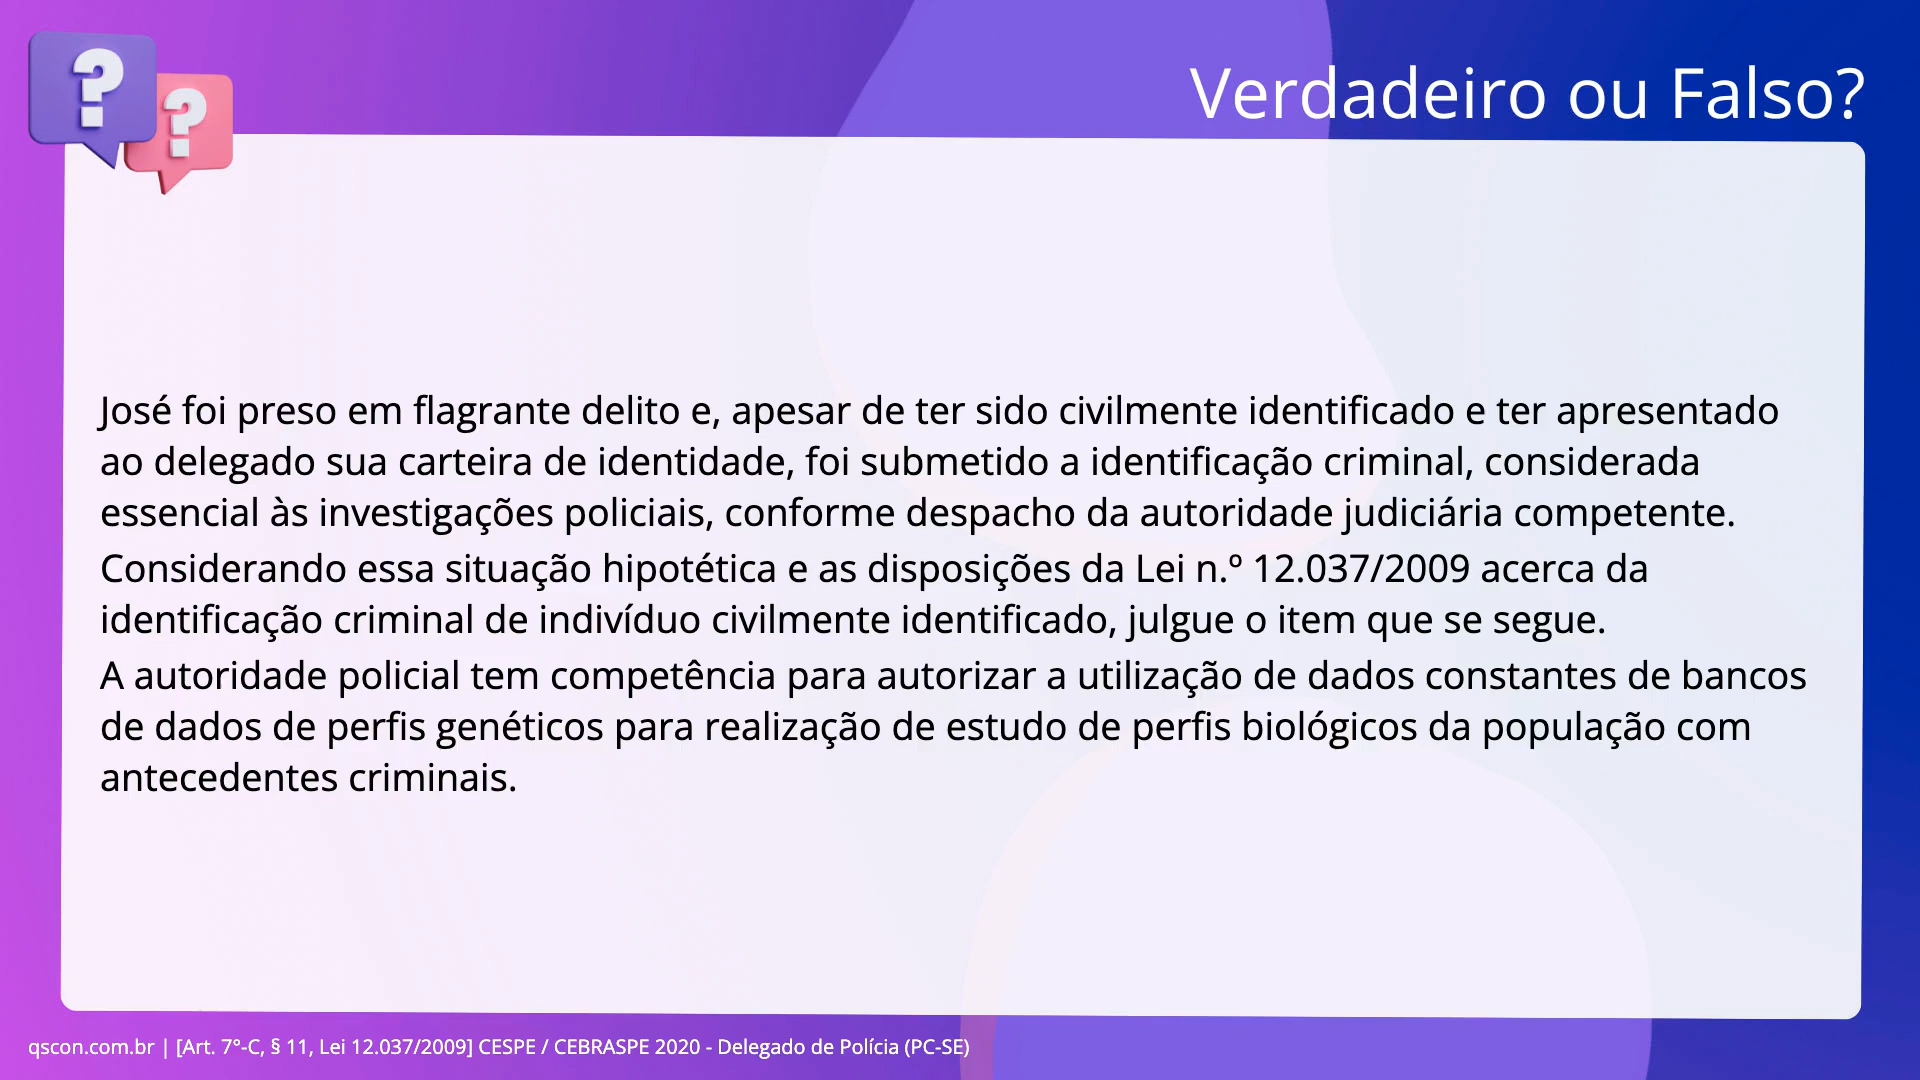 ?
?
Verdadeiro ou Falso?
José foi preso em flagrante delito e, apesar de ter sido civilmente identificado e ter apresentado
ao delegado sua carteira de identidade, foi submetido a identificação criminal, considerada
essencial às investigações policiais, conforme despacho da autoridade judiciária competente.
Considerando essa situação hipotética e as disposições da Lei n.º 12.037/2009 acerca da
identificação criminal de indivíduo civilmente identificado, julgue o item que se segue.
A autoridade policial tem competência para autorizar a utilização de dados constantes de bancos
de dados de perfis genéticos para realização de estudo de perfis biológicos da população com
antecedentes criminais.
qscon.com.br | [Art. 7°-C, § 11, Lei 12.037/2009] CESPE / CEBRASPE 2020 - Delegado de Polícia (PC-SE)